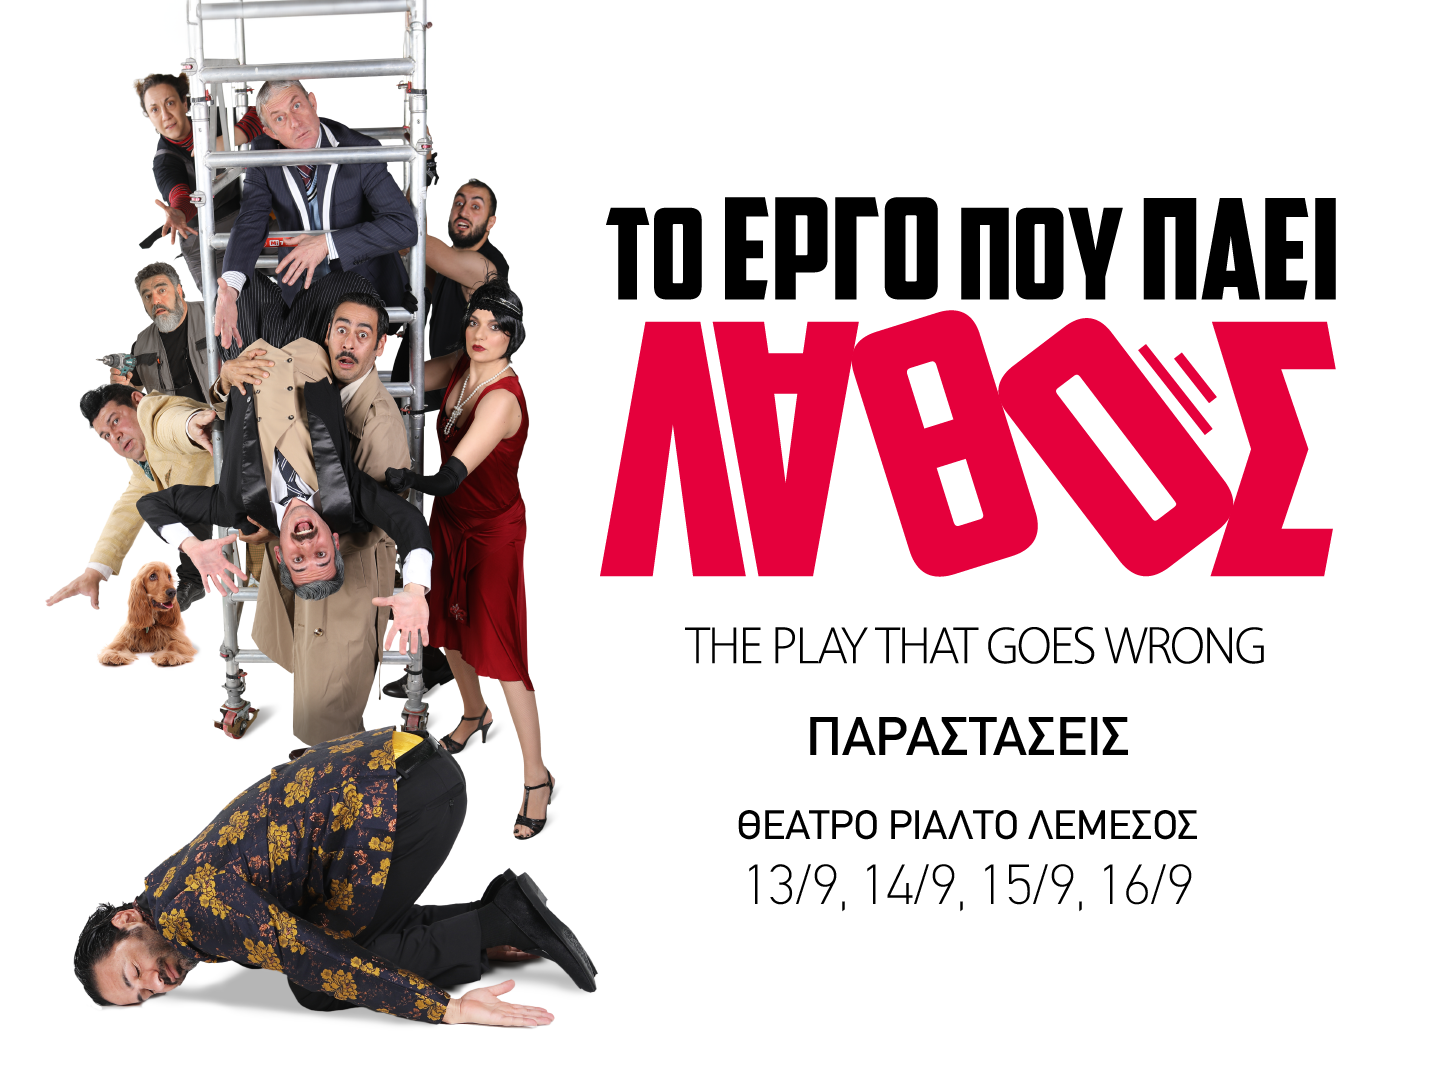 ΤΟ ΕΡΓΟ ΠΟΥ ΠΑΕΙ
ΛΑΘΟΣ
THE PLAY THAT GOES WRONG
ΠΑΡΑΣΤΑΣΕΙΣ
ΘΕΑΤΡΟ ΡΙΑΛΤΟ ΛΕΜΕΣΟΣ
13/9, 14/9, 15/9, 16/9